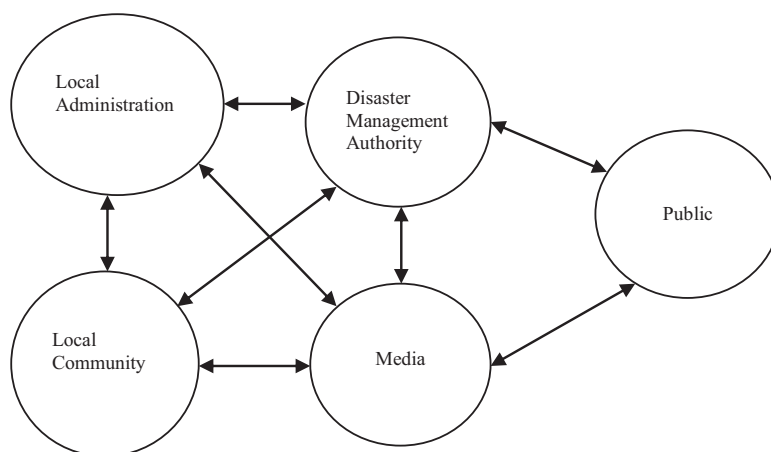 Local
Administration
Disaster
Management
Authority
Public
Local
Community
Media